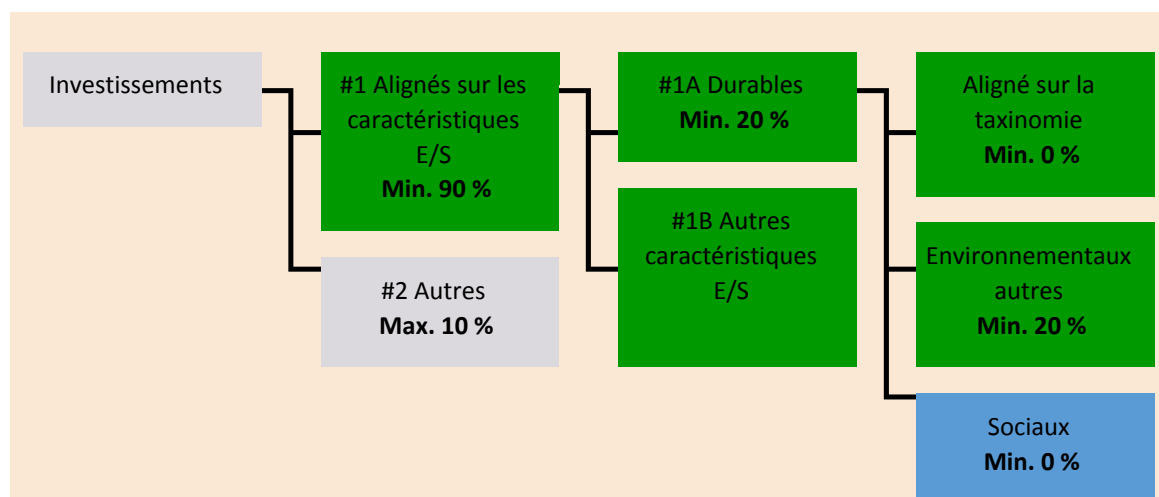 Investissements
#1 Alignés sur les
caractéristiques
E/S
Min. 90 %
#2 Autres
Max. 10 %
#1A Durables
Min. 20 %
#1B Autres
caractéristiques
E/S
Aligné sur la
taxinomie
Min. 0 %
Environnementaux
autres
Min. 20 %
Sociaux
Min. 0 %